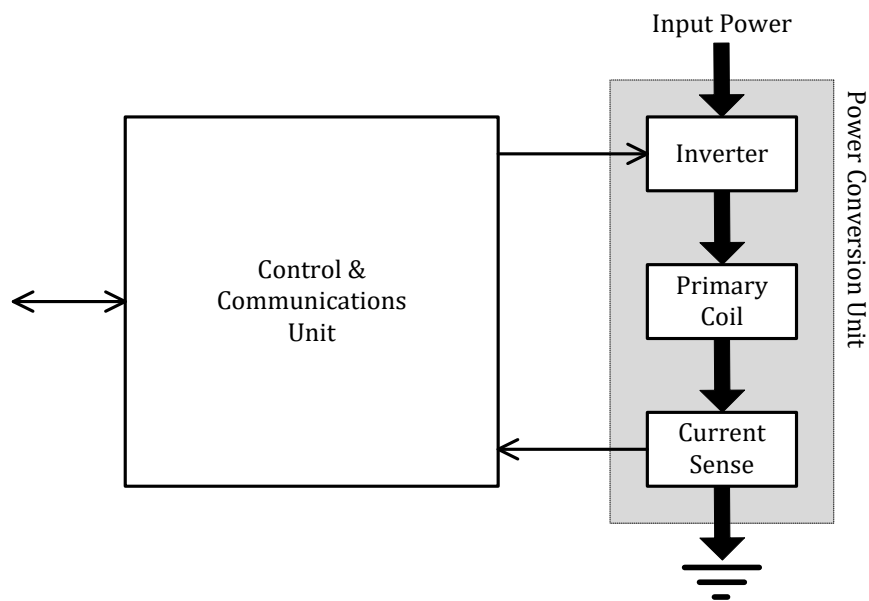 Input Power
Inverter
Power Conversion Unit
Control &
Communications
Unit
Primary
Coil
Current
Sense